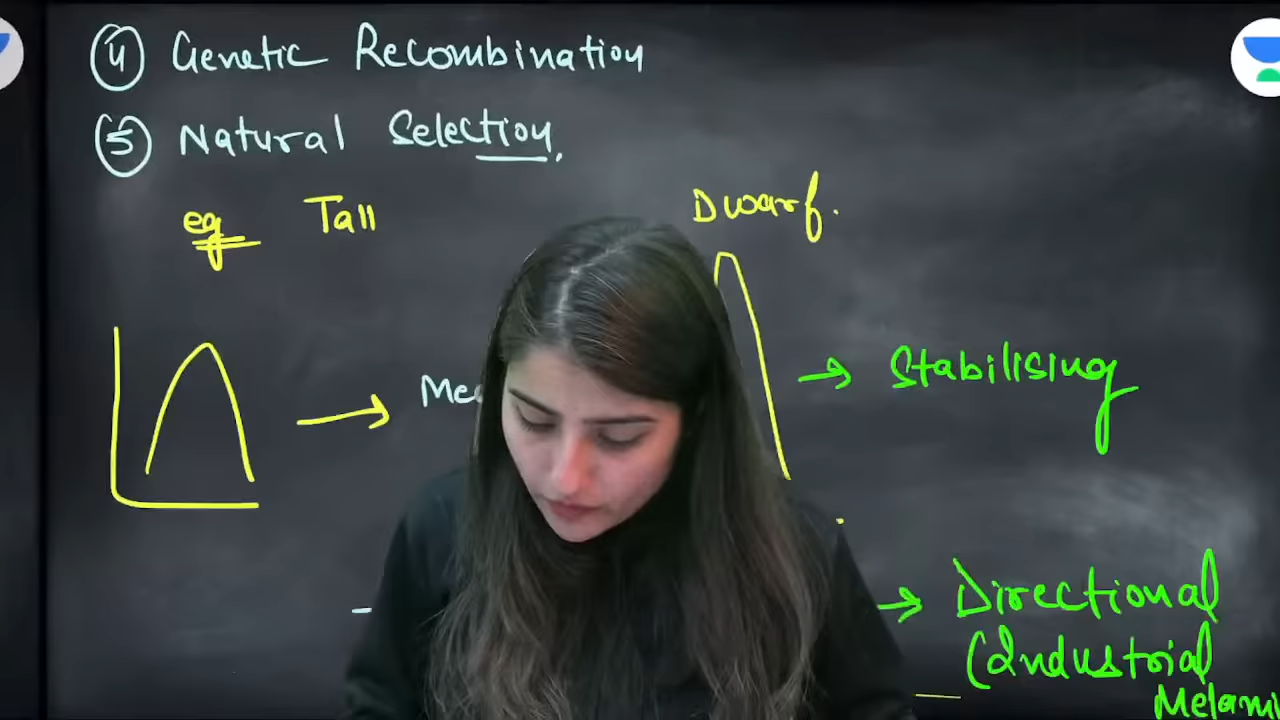 ④ Genetic Recombination
⑤ Natural Selection.
eg Tall Dwarf.
→ → Stabilising
→ Directional
(Industrial